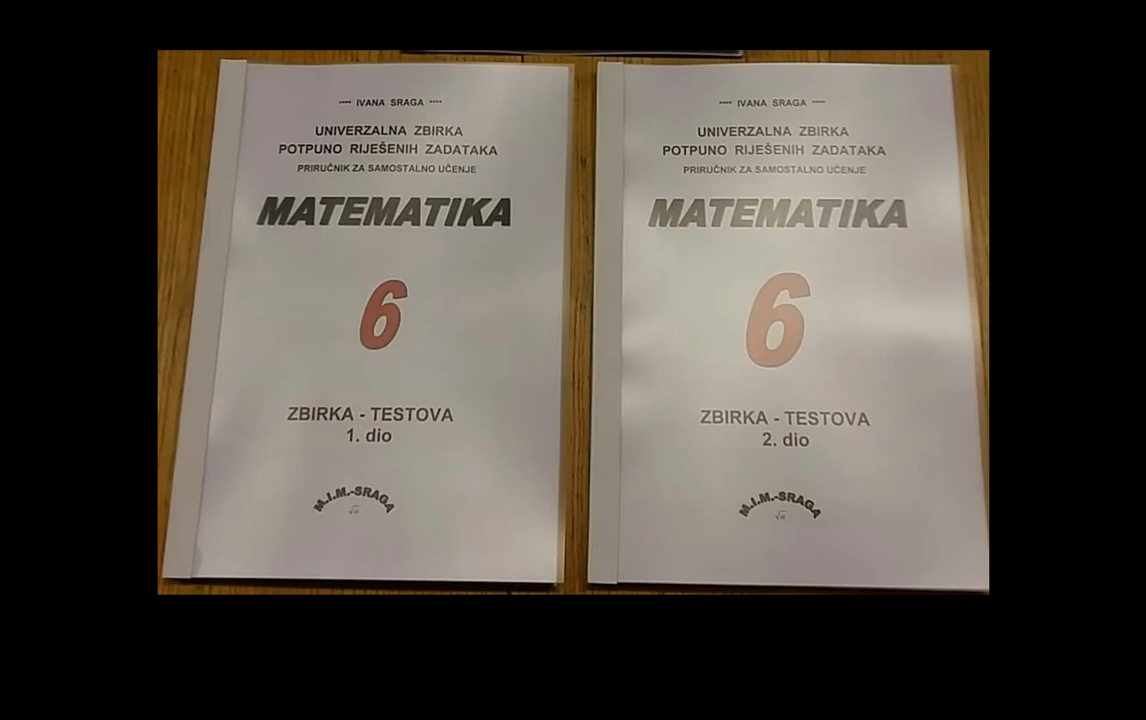 ---- IVANA SRAGA ----
UNIVERZALNA ZBIRKA
POTPUNO RIJEŠENIH ZADATAKA
PRIRUČNIK ZA SAMOSTALNO UČENJE
MATEMATIKA
6
ZBIRKA - TESTOVA
1. dio
M.I.M.-SRAGA
---- IVANA SRAGA ----
UNIVERZALNA ZBIRKA
POTPUNO RIJEŠENIH ZADATAKA
PRIRUČNIK ZA SAMOSTALNO UČENJE
MATEMATIKA
6
ZBIRKA - TESTOVA
2. dio
M.I.M.-SRAGA